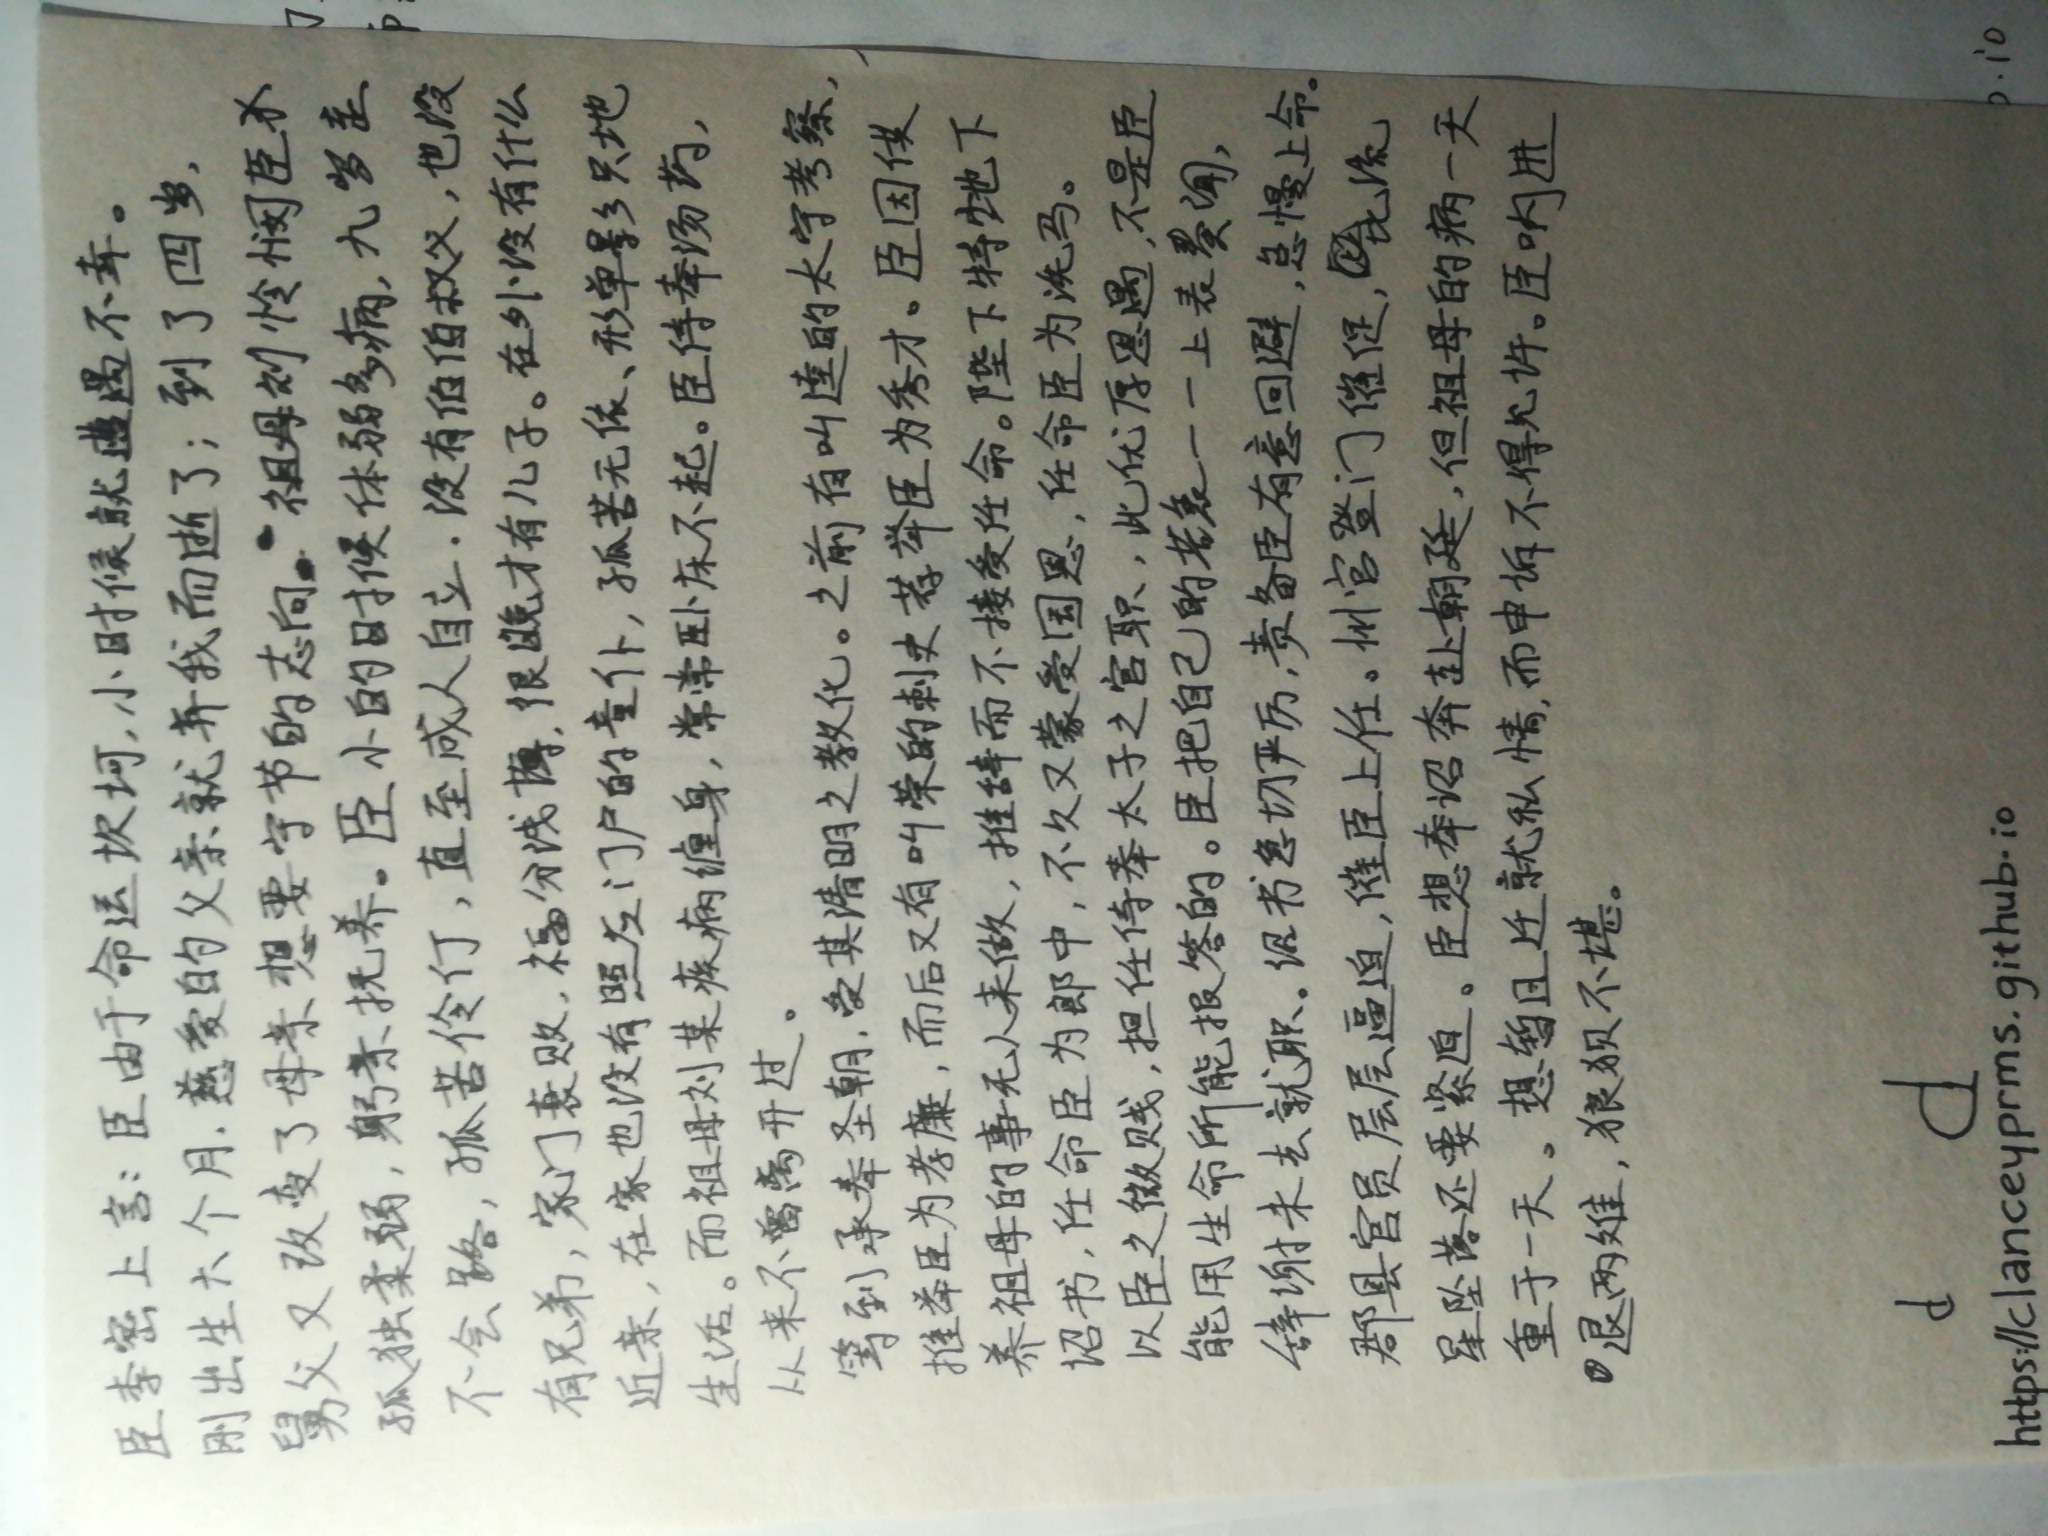 臣李密上言：臣由于命运坎坷，小时候就遭遇不幸。
刚出生六个月，慈爱的父亲就弃我而逝了；到了四岁，
舅父又改变了母亲想要守节的志向。祖母刘怜悯臣
孤独柔弱，躬亲抚养。臣小的时候体弱多病，九岁走
不会路，孤苦伶仃，直至成人自立。没有伯伯叔父，也没
有兄弟，家门衰败，福分浅薄，很晚才有儿子。在外没有什么
近亲，在家也没有照应门户的童仆，孤苦无依、形单影只地
生活。而祖母刘某疾病缠身，常常卧床不起。臣侍奉汤药，
从来不曾离开过。
等到承奉圣朝，受其清明之教化。之前有叫逵的太守考察，
推举臣为孝廉，而后又有叫荣的刺史荐举臣为秀才。臣因供
养祖母的事无人来做，推辞而不接受任命。陛下特地下
诏书，任命臣为郎中，不久又蒙受国恩，任命臣为洗马。
以臣之微贱，担任侍奉太子之官职，此优厚恩遇，不是臣
能用生命所能报答的。臣把自己的苦衷一一上表闻，
辞谢未去就职。诏书急切严厉，责备臣有意回避，怠慢上命。
郡县官员层层逼迫，催臣上任。州官登门催促，比流
星坠落还要紧迫。臣想奉诏奔赴朝廷，但祖母的病一天
重于一天。想暂且迁就私情，而申诉不得允许。臣呐进
退两难，狼狈不堪。
d d
https://clanceyprms.github.io
.io